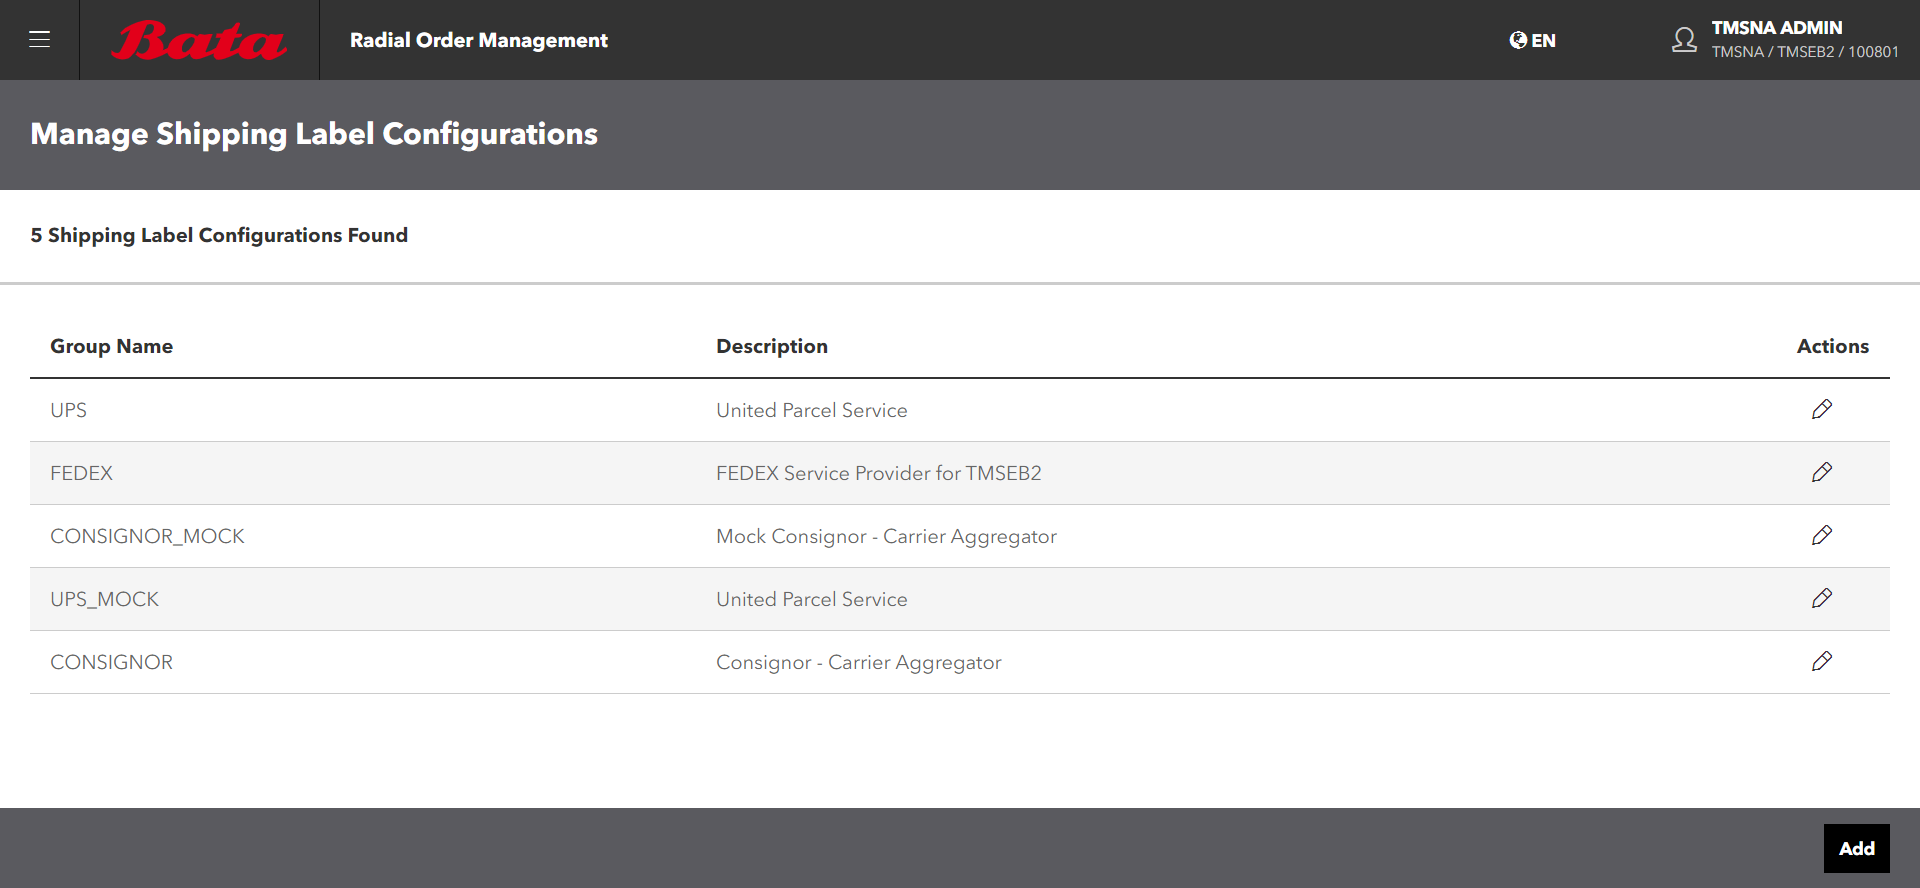 Bata
Radial Order Management
EN
TMSNA ADMIN
TMSNA / TMSEB2 / 100801
Manage Shipping Label Configurations
5 Shipping Label Configurations Found
Group Name Description Actions
UPS United Parcel Service
FEDEX FEDEX Service Provider for TMSEB2
CONSIGNOR_MOCK Mock Consignor - Carrier Aggregator
UPS_MOCK United Parcel Service
CONSIGNOR Consignor - Carrier Aggregator
Add